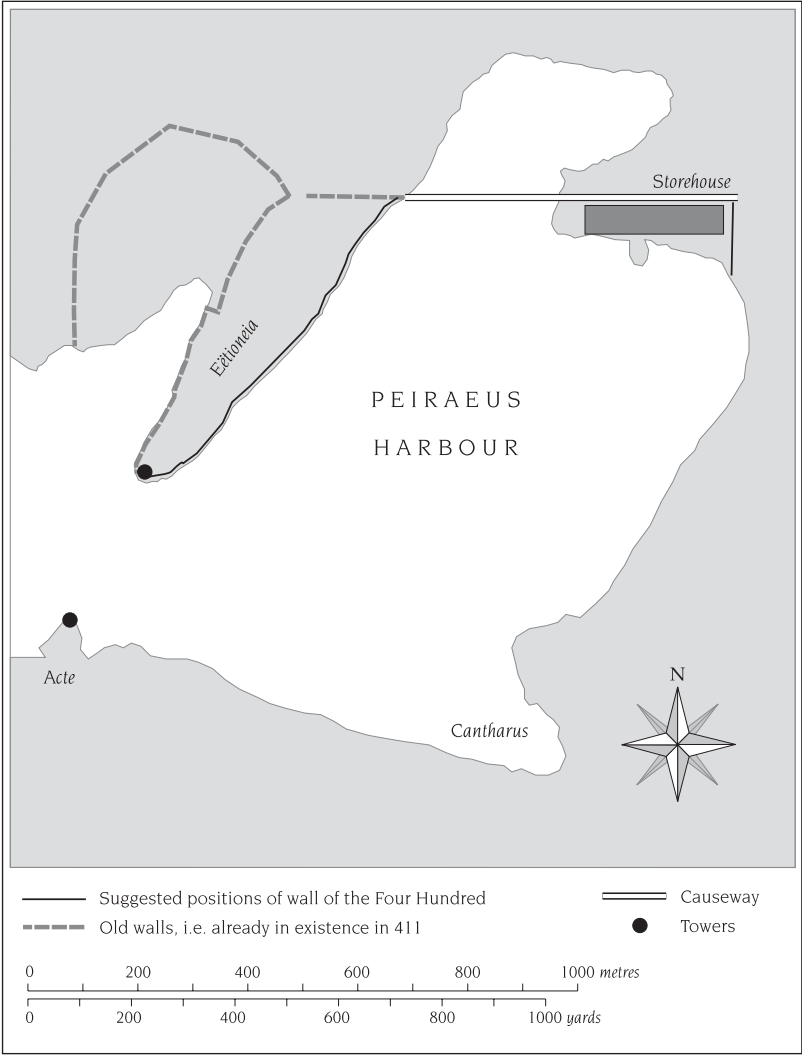 Storehouse
Eëtioneia
PEIRAEUS
HARBOUR
N
Acte
Cantharus
Suggested positions of wall of the Four Hundred
Causeway
Old walls, i.e. already in existence in 411
Towers
0 200 400 600 800 1000 metres
0 200 400 600 800 1000 yards